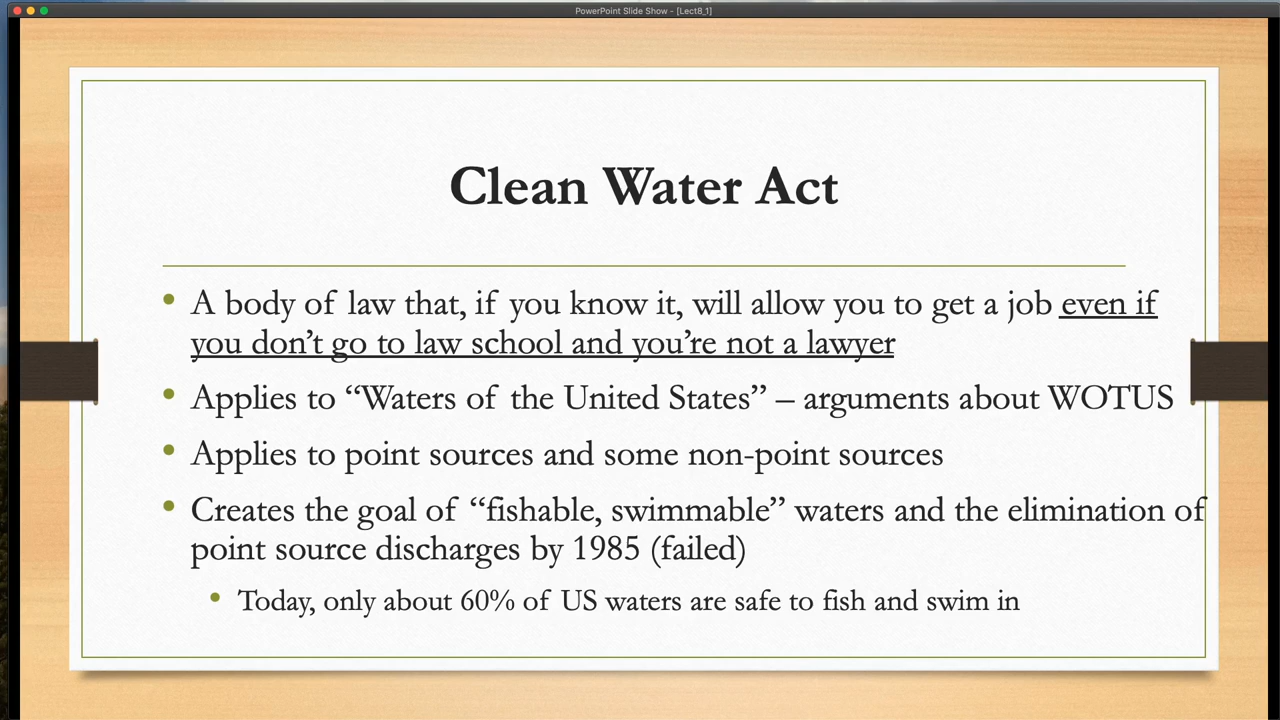 PowerPoint Slide Show - [Lect8_1]
Clean Water Act
• A body of law that, if you know it, will allow you to get a job even if
you don’t go to law school and you’re not a lawyer
• Applies to “Waters of the United States” – arguments about WOTUS
• Applies to point sources and some non-point sources
• Creates the goal of “fishable, swimmable” waters and the elimination of
point source discharges by 1985 (failed)
• Today, only about 60% of US waters are safe to fish and swim in